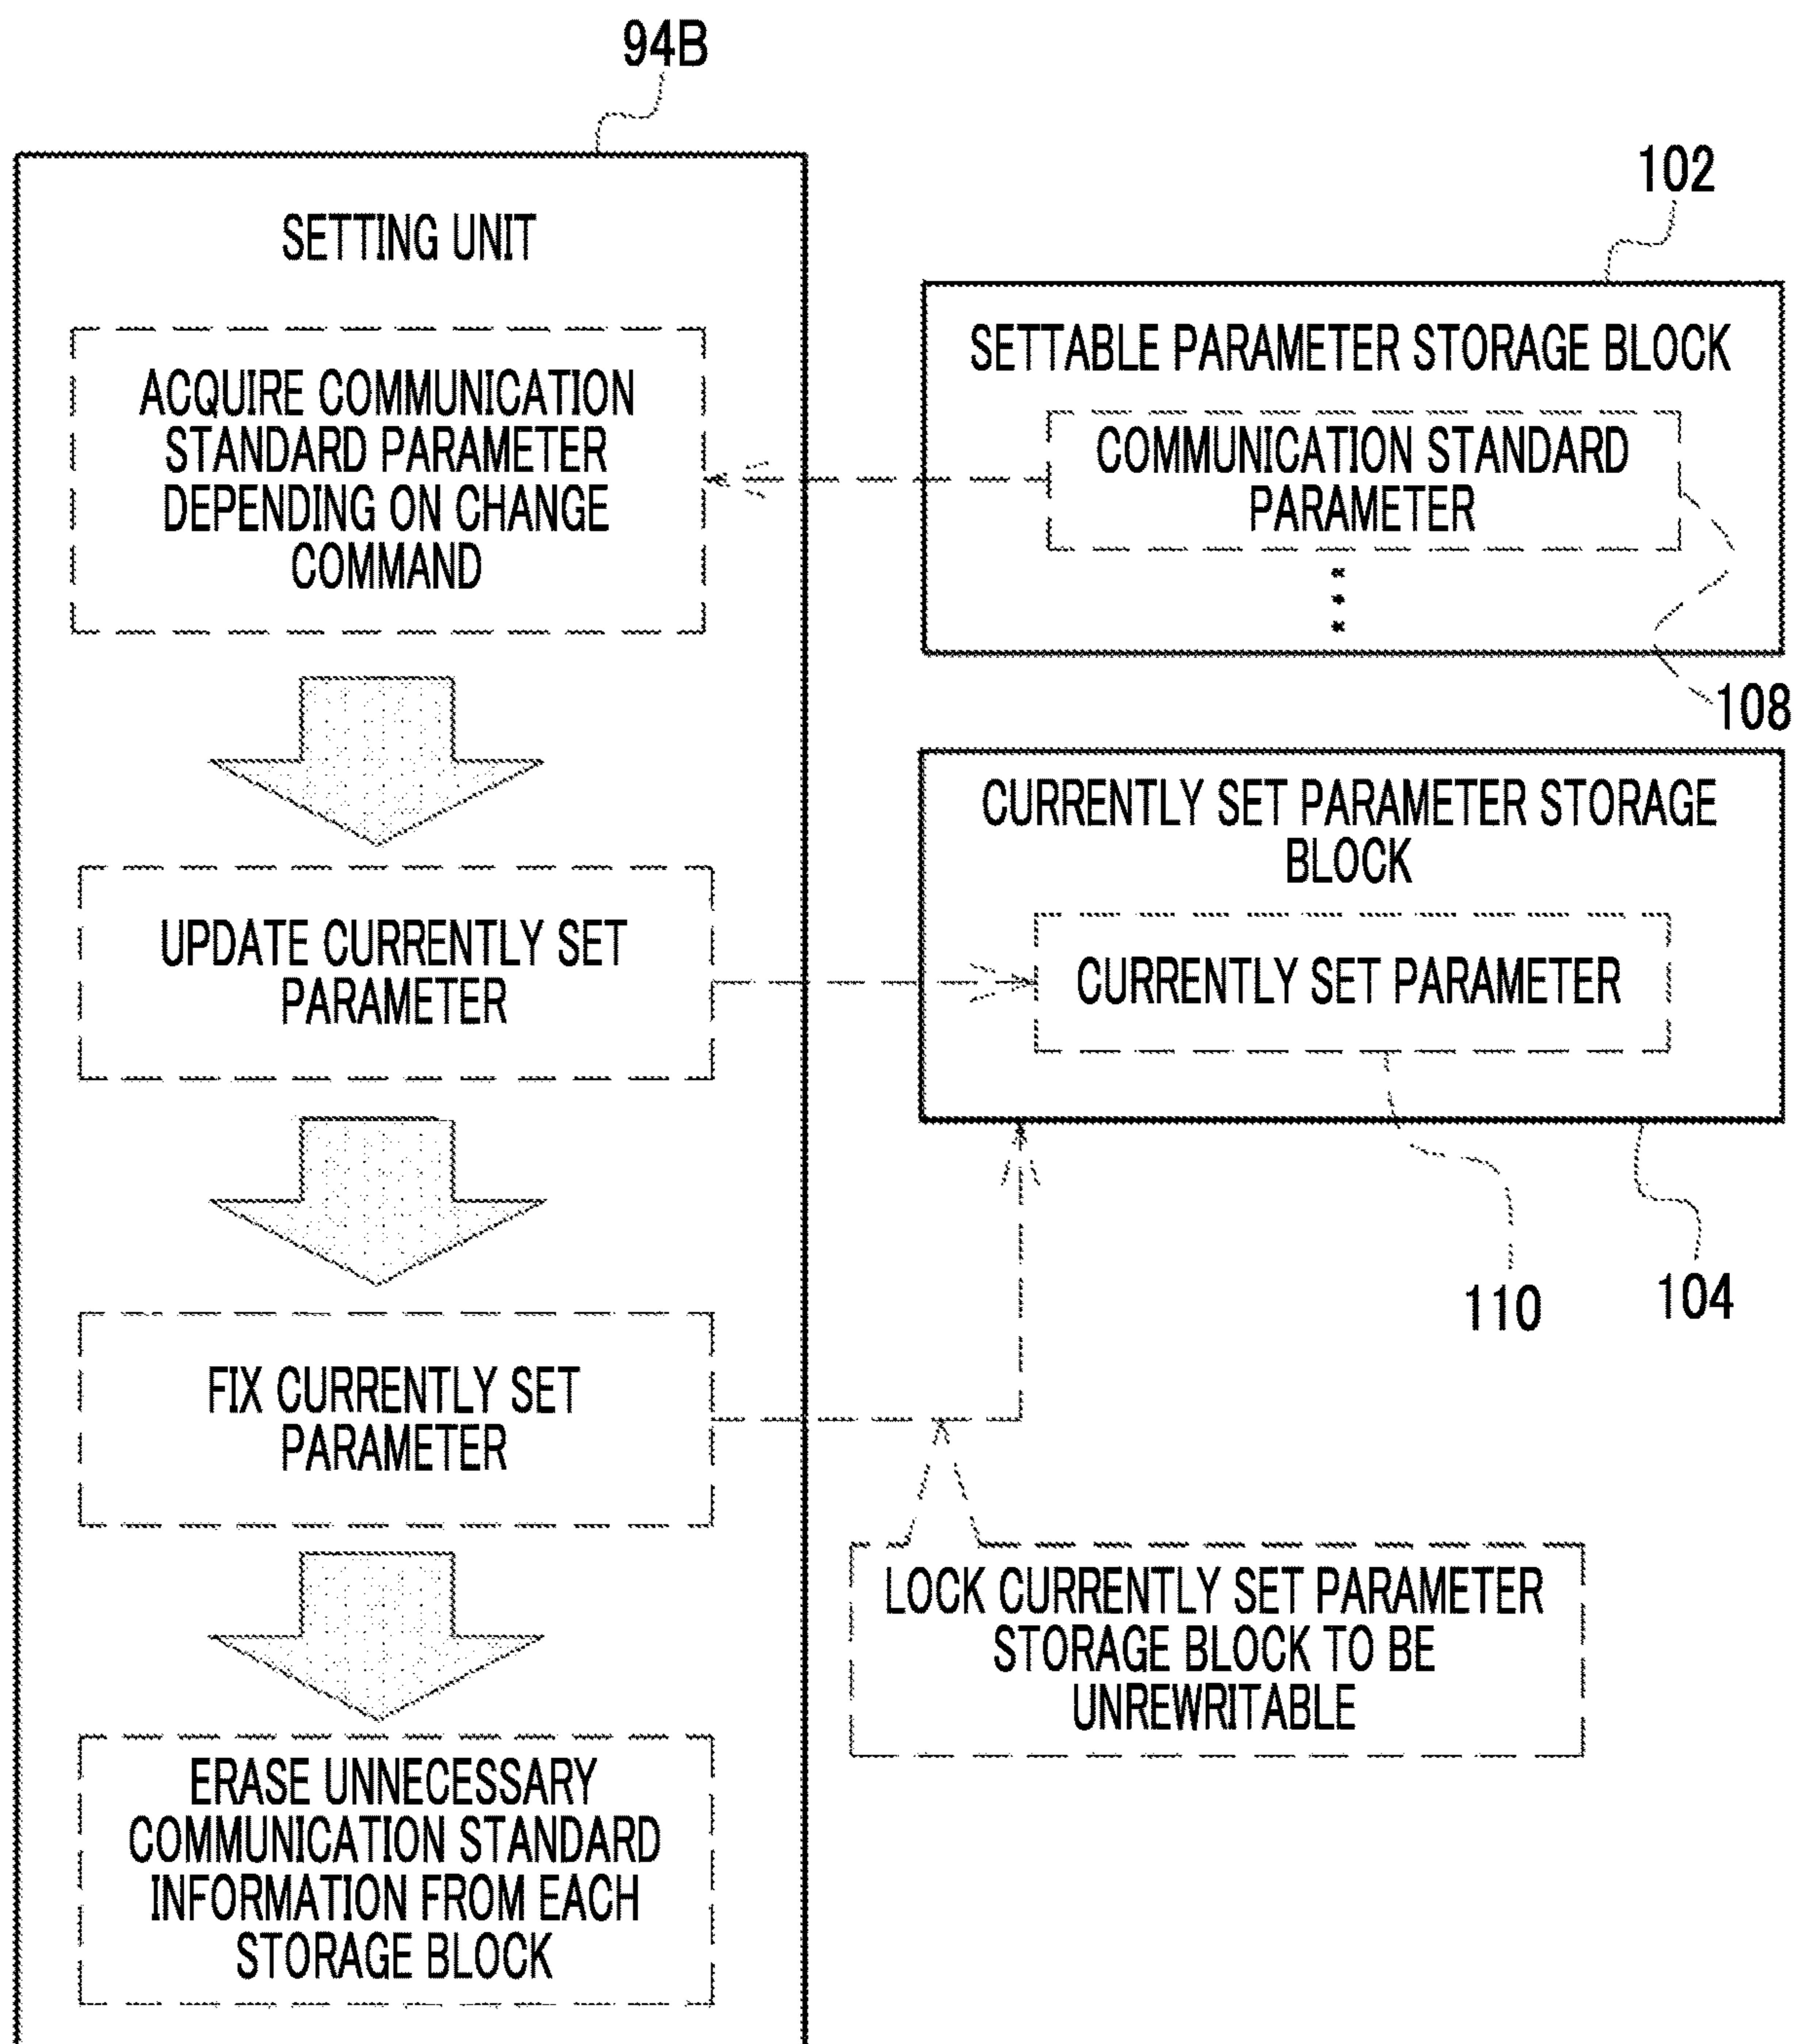 94B
SETTING UNIT
ACQUIRE COMMUNICATION
STANDARD PARAMETER
DEPENDING ON CHANGE
COMMAND
UPDATE CURRENTLY SET
PARAMETER
FIX CURRENTLY SET
PARAMETER
ERASE UNNECESSARY
COMMUNICATION STANDARD
INFORMATION FROM EACH
STORAGE BLOCK
102
SETTABLE PARAMETER STORAGE BLOCK
COMMUNICATION STANDARD
PARAMETER
108
CURRENTLY SET PARAMETER STORAGE
BLOCK
CURRENTLY SET PARAMETER
110
104
LOCK CURRENTLY SET PARAMETER
STORAGE BLOCK TO BE
UNREWRITABLE